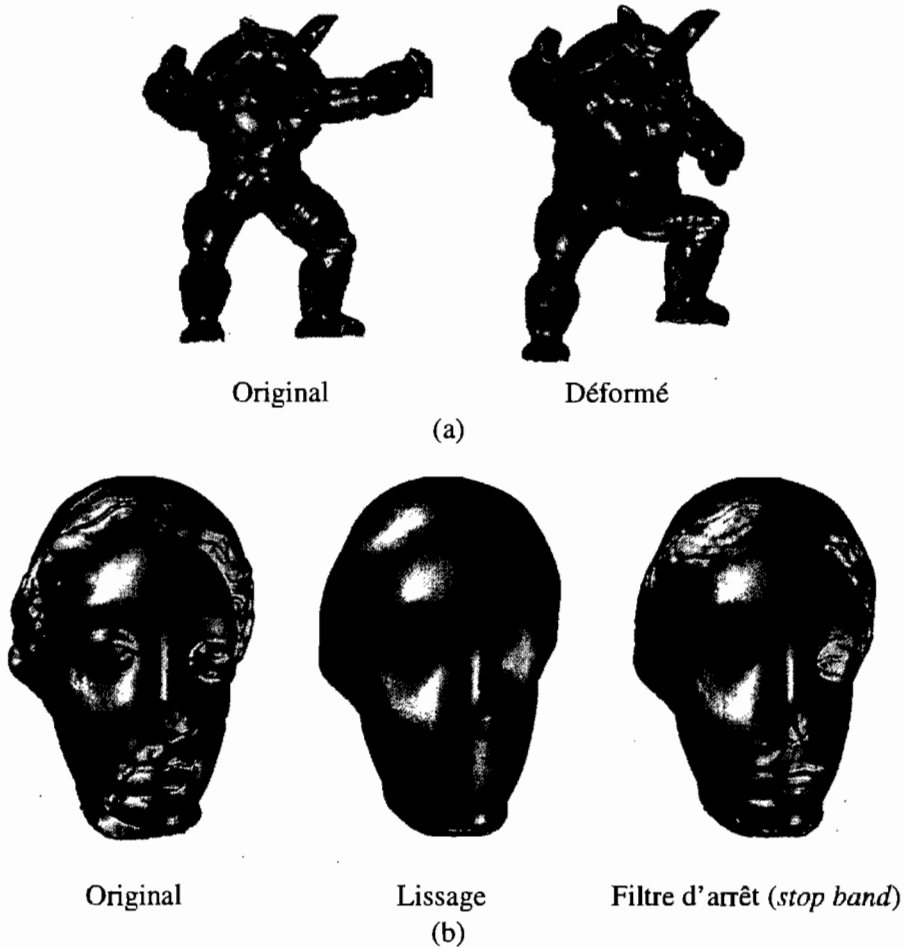 Original Déformé
(a)
Original Lissage Filtre d'arrêt (stop band)
(b)